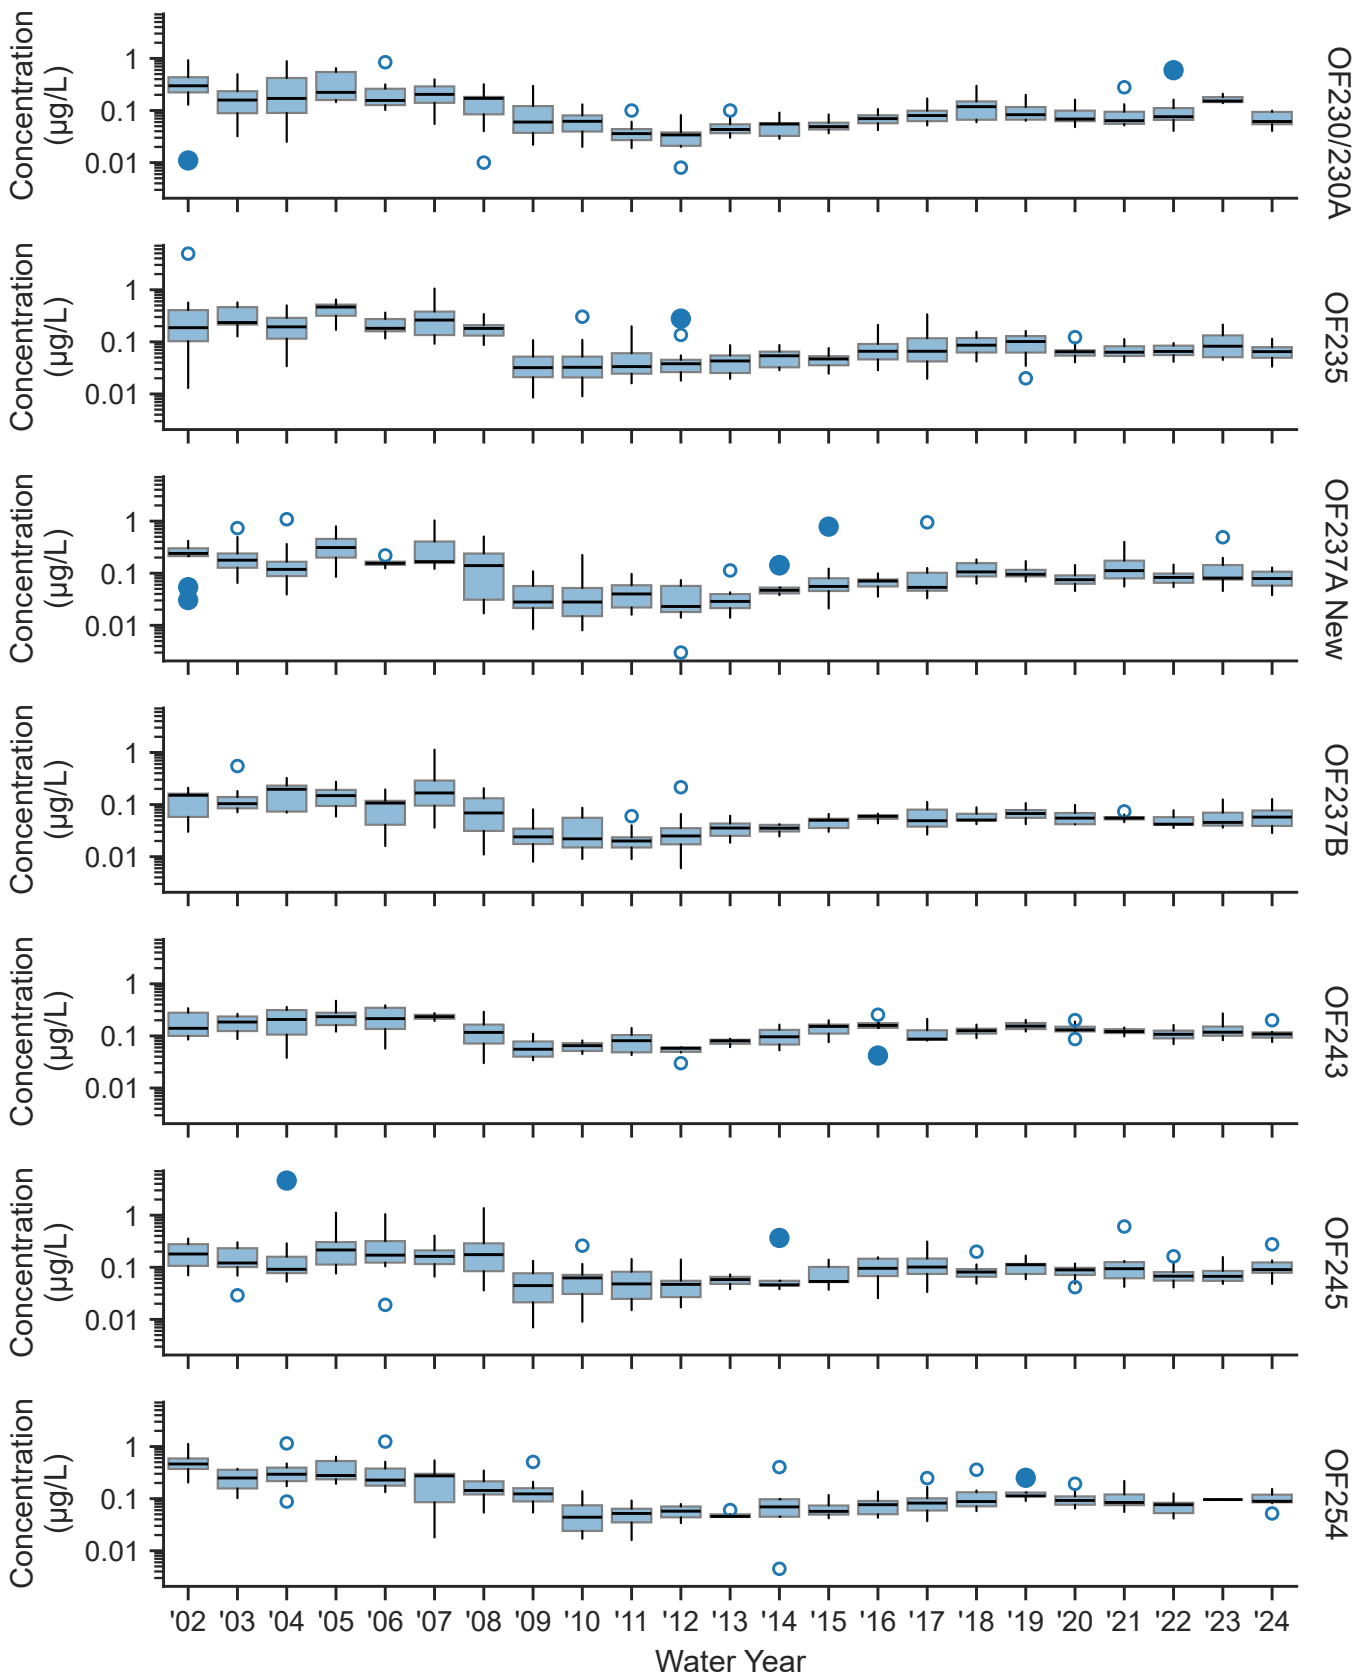 Concentration
(µg/L)
1
0.1
0.01
OF230/230A
Concentration
(µg/L)
1
0.1
0.01
OF235
Concentration
(µg/L)
1
0.1
0.01
OF237A New
Concentration
(µg/L)
1
0.1
0.01
OF237B
Concentration
(µg/L)
1
0.1
0.01
OF243
Concentration
(µg/L)
1
0.1
0.01
OF245
Concentration
(µg/L)
1
0.1
0.01
OF254
'02 '03 '04 '05 '06 '07 '08 '09 '10 '11 '12 '13 '14 '15 '16 '17 '18 '19 '20 '21 '22 '23 '24
Water Year